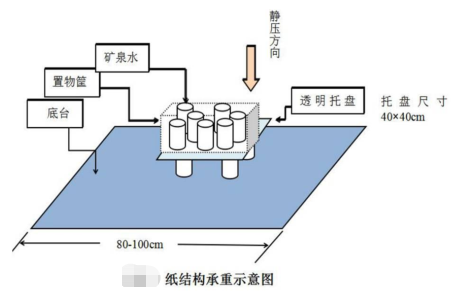 静压方向
矿泉水
置物筐
底台
透明托盘
托盘尺寸
40×40cm
80-100cm
纸结构承重示意图